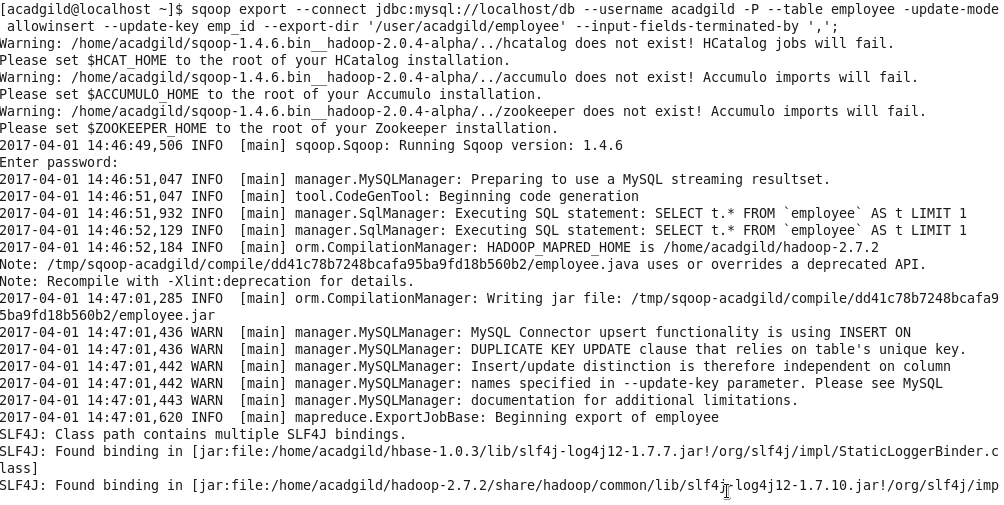 [acadgild@localhost ~]$ sqoop export --connect jdbc:mysql://localhost/db --username acadgild -P --table employee -update-mode
 allowinsert --update-key emp_id --export-dir '/user/acadgild/employee' --input-fields-terminated-by ',';
Warning: /home/acadgild/sqoop-1.4.6.bin__hadoop-2.0.4-alpha/../hcatalog does not exist! HCatalog jobs will fail.
Please set $HCAT_HOME to the root of your HCatalog installation.
Warning: /home/acadgild/sqoop-1.4.6.bin__hadoop-2.0.4-alpha/../accumulo does not exist! Accumulo imports will fail.
Please set $ACCUMULO_HOME to the root of your Accumulo installation.
Warning: /home/acadgild/sqoop-1.4.6.bin__hadoop-2.0.4-alpha/../zookeeper does not exist! Accumulo imports will fail.
Please set $ZOOKEEPER_HOME to the root of your Zookeeper installation.
2017-04-01 14:46:49,506 INFO  [main] sqoop.Sqoop: Running Sqoop version: 1.4.6
Enter password:
2017-04-01 14:46:51,047 INFO  [main] manager.MySQLManager: Preparing to use a MySQL streaming resultset.
2017-04-01 14:46:51,047 INFO  [main] tool.CodeGenTool: Beginning code generation
2017-04-01 14:46:51,932 INFO  [main] manager.SqlManager: Executing SQL statement: SELECT t.* FROM `employee` AS t LIMIT 1
2017-04-01 14:46:52,129 INFO  [main] manager.SqlManager: Executing SQL statement: SELECT t.* FROM `employee` AS t LIMIT 1
2017-04-01 14:46:52,184 INFO  [main] orm.CompilationManager: HADOOP_MAPRED_HOME is /home/acadgild/hadoop-2.7.2
Note: /tmp/sqoop-acadgild/compile/dd41c78b7248bcafa95ba9fd18b560b2/employee.java uses or overrides a deprecated API.
Note: Recompile with -Xlint:deprecation for details.
2017-04-01 14:47:01,285 INFO  [main] orm.CompilationManager: Writing jar file: /tmp/sqoop-acadgild/compile/dd41c78b7248bcafa9
5ba9fd18b560b2/employee.jar
2017-04-01 14:47:01,436 WARN  [main] manager.MySQLManager: MySQL Connector upsert functionality is using INSERT ON
2017-04-01 14:47:01,436 WARN  [main] manager.MySQLManager: DUPLICATE KEY UPDATE clause that relies on table's unique key.
2017-04-01 14:47:01,442 WARN  [main] manager.MySQLManager: Insert/update distinction is therefore independent on column
2017-04-01 14:47:01,442 WARN  [main] manager.MySQLManager: names specified in --update-key parameter. Please see MySQL
2017-04-01 14:47:01,443 WARN  [main] manager.MySQLManager: documentation for additional limitations.
2017-04-01 14:47:01,620 INFO  [main] mapreduce.ExportJobBase: Beginning export of employee
SLF4J: Class path contains multiple SLF4J bindings.
SLF4J: Found binding in [jar:file:/home/acadgild/hbase-1.0.3/lib/slf4j-log4j12-1.7.7.jar!/org/slf4j/impl/StaticLoggerBinder.c
lass]
SLF4J: Found binding in [jar:file:/home/acadgild/hadoop-2.7.2/share/hadoop/common/lib/slf4j-log4j12-1.7.10.jar!/org/slf4j/imp